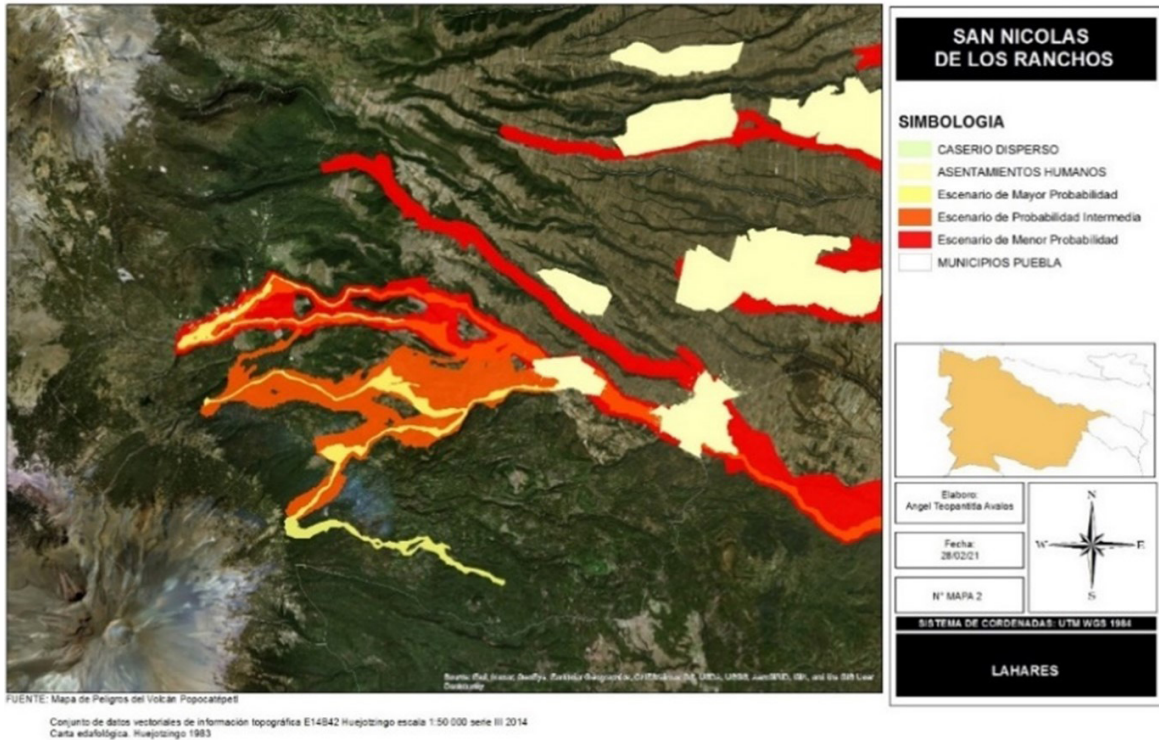 SAN NICOLAS
DE LOS RANCHOS
SIMBOLOGIA
CASERIO DISPERSO
ASENTAMIENTOS HUMANOS
Escenario de Mayor Probabilidad
Escenario de Probabilidad Intermedia
Escenario de Menor Probabilidad
MUNICIPIOS PUEBLA
Elaboro:
Angel Teopantitla Avalos
Fecha:
28/02/21
N° MAPA 2
N
W
E
S
SISTEMA DE CORDENADAS: UTM WGS 1984
LAHARES
Community
FUENTE: Mapa de Peligros del Volcán Popocatépetl
Conjunto de datos vectoriales de información topográfica E14B42 Huejotzingo escala 1:50 000 serie III 2014
Carta edafológica. Huejotzingo 1983